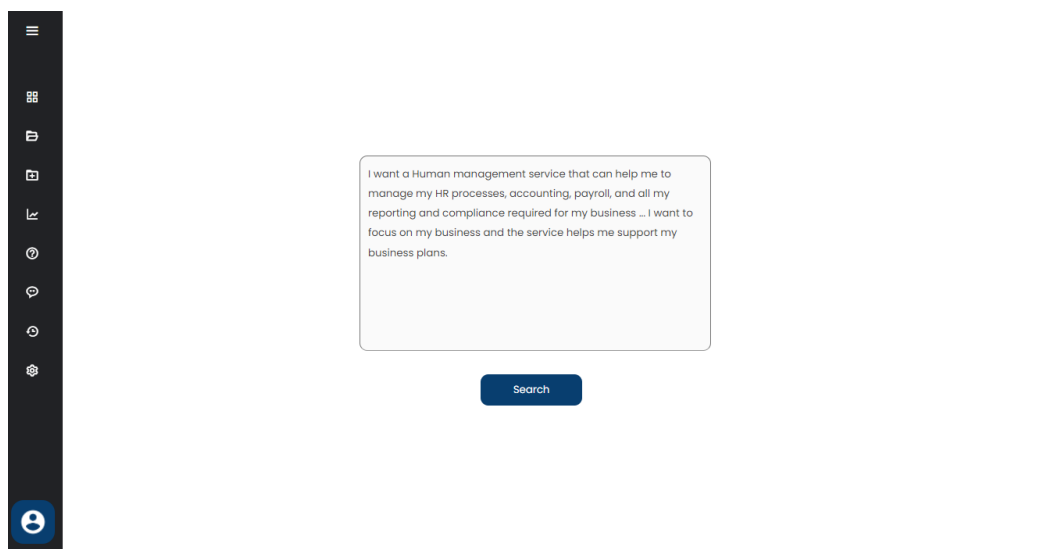 I want a Human management service that can help me to
manage my HR processes, accounting, payroll, and all my
reporting and compliance required for my business ... I want to
focus on my business and the service helps me support my
business plans.
Search